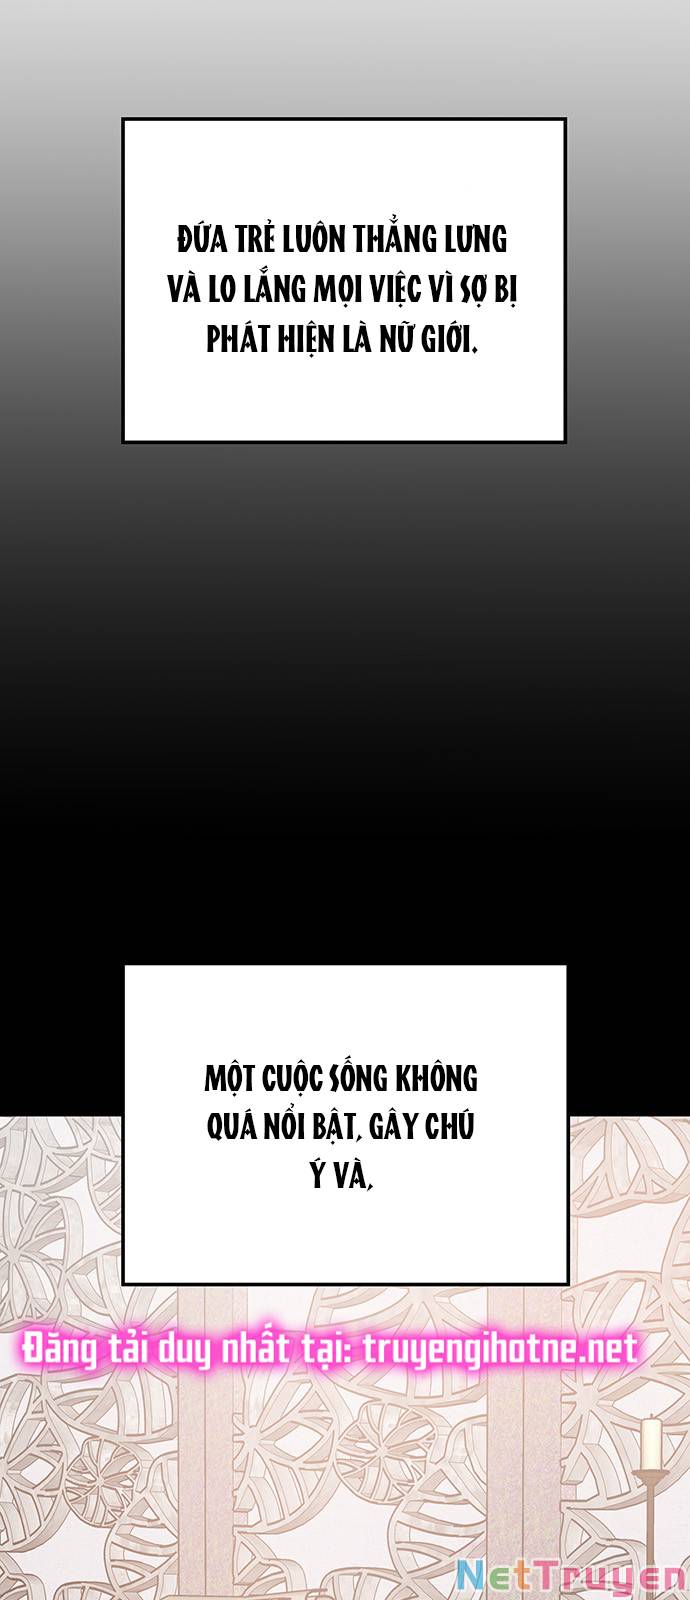 ĐỨA TRẺ LUÔN THẲNG LƯNG
VÀ LO LẮNG MỌI VIỆC VÌ SỢ BỊ
PHÁT HIỆN LÀ NỮ GIỚI.
MỘT CUỘC SỐNG KHÔNG
QUÁ NỔI BẬT, GÂY CHÚ
Ý VÀ,
Đăng tải duy nhất tại: truyengihotne.net
NetTruyen